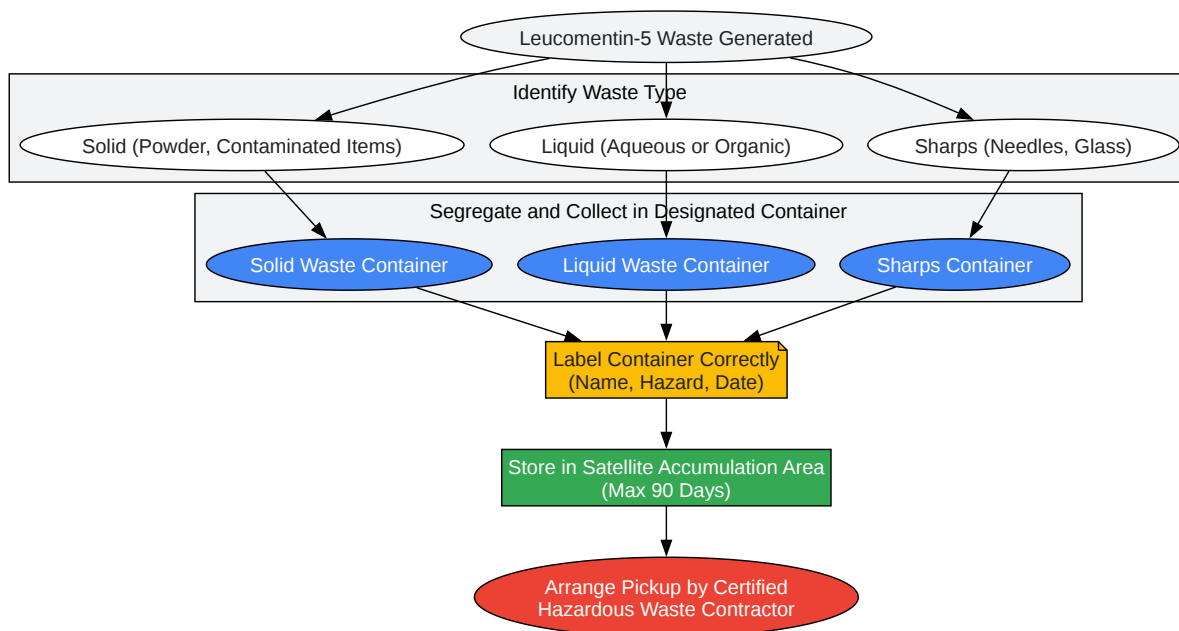 Leucomentin-5 Waste Generated
Identify Waste Type
Solid (Powder, Contaminated Items)
Liquid (Aqueous or Organic)
Sharps (Needles, Glass)
Segregate and Collect in Designated Container
Solid Waste Container
Liquid Waste Container
Sharps Container
Label Container Correctly
(Name, Hazard, Date)
Store in Satellite Accumulation Area
(Max 90 Days)
Arrange Pickup by Certified
Hazardous Waste Contractor